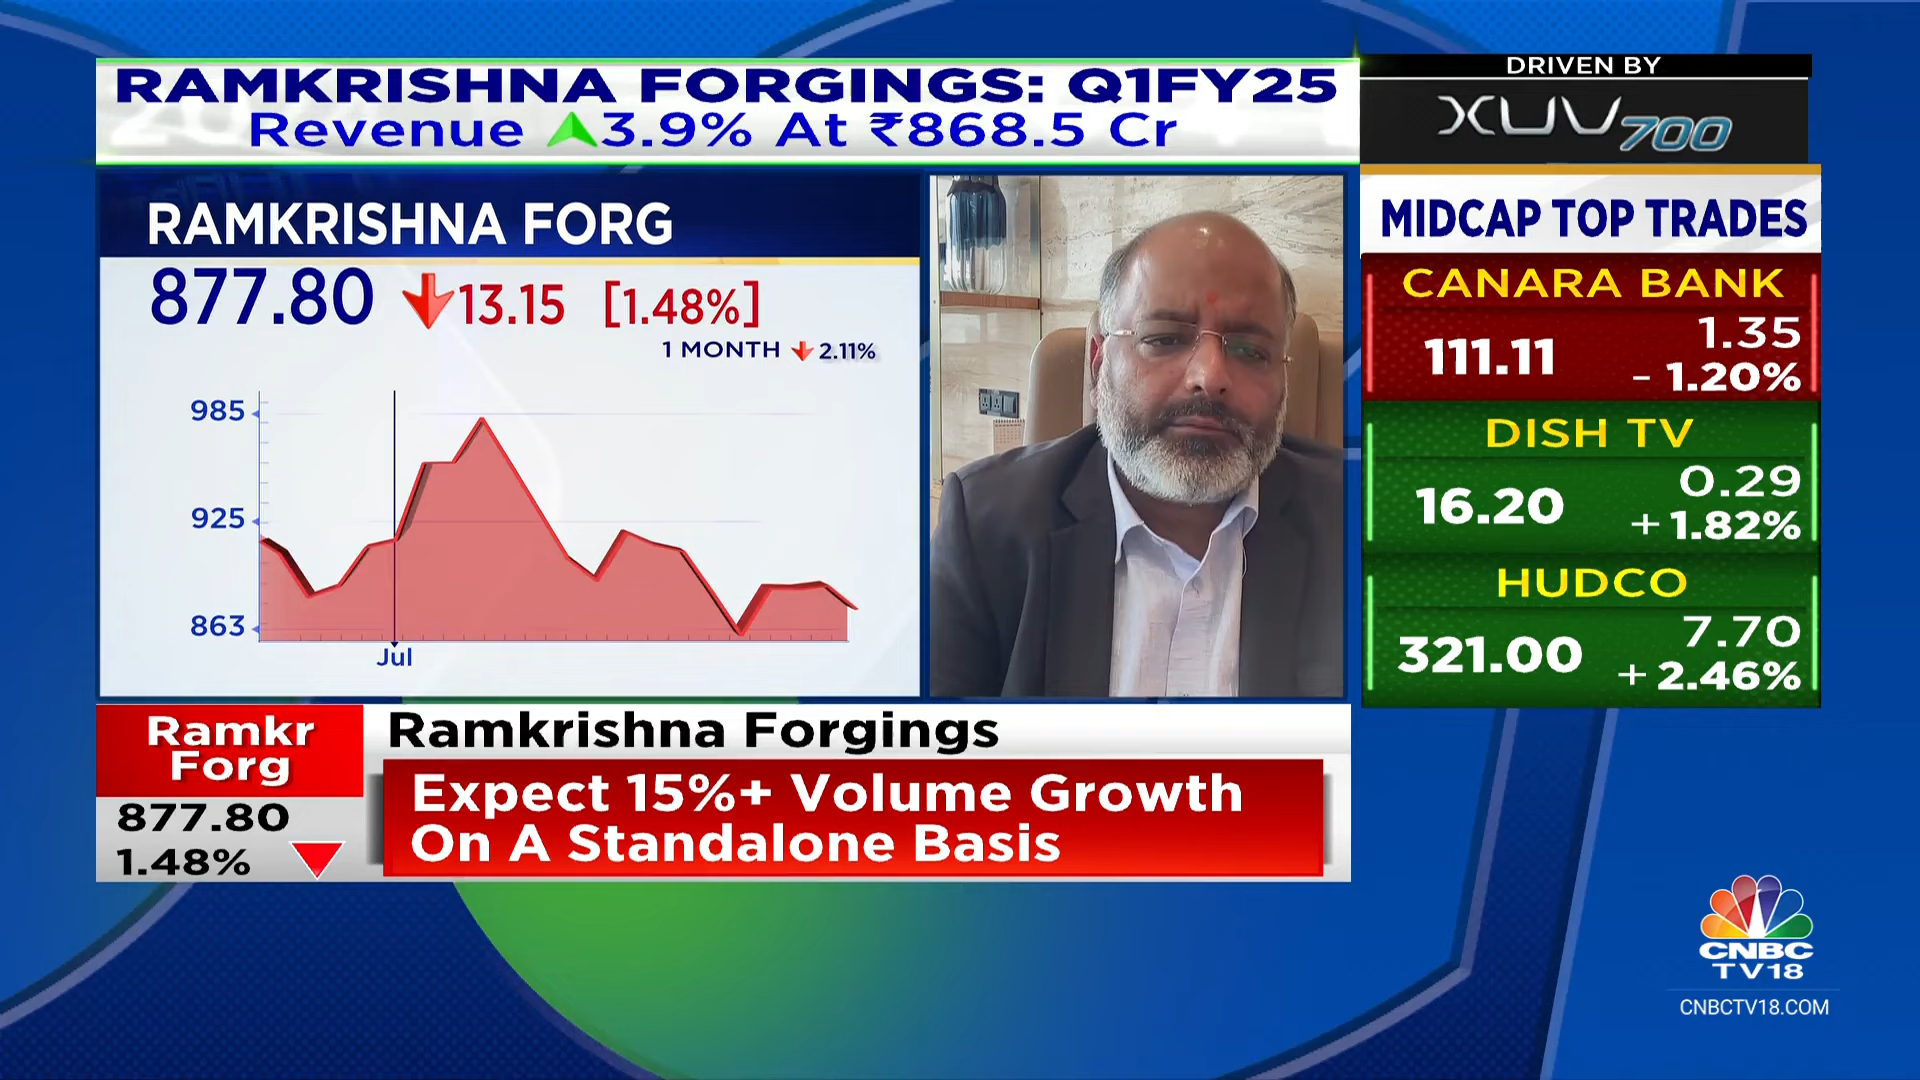 RAMKRISHNA FORGINGS: Q1FY25
Revenue ▲3.9% At ₹868.5 Cr
DRIVEN BY
XUV700
RAMKRISHNA FORG
877.80 13.15 [1.48%]
1 MONTH 2.11%
985
925
863
Jul
MIDCAP TOP TRADES
CANARA BANK
1.35
111.11
- 1.20%
DISH TV
0.29
16.20
+ 1.82%
HUDCO
7.70
321.00
+ 2.46%
Ramkr
Forg
877.80
1.48%
Ramkrishna Forgings
Expect 15%+ Volume Growth
On A Standalone Basis
CNBC
TV18
CNBCTV18.COM